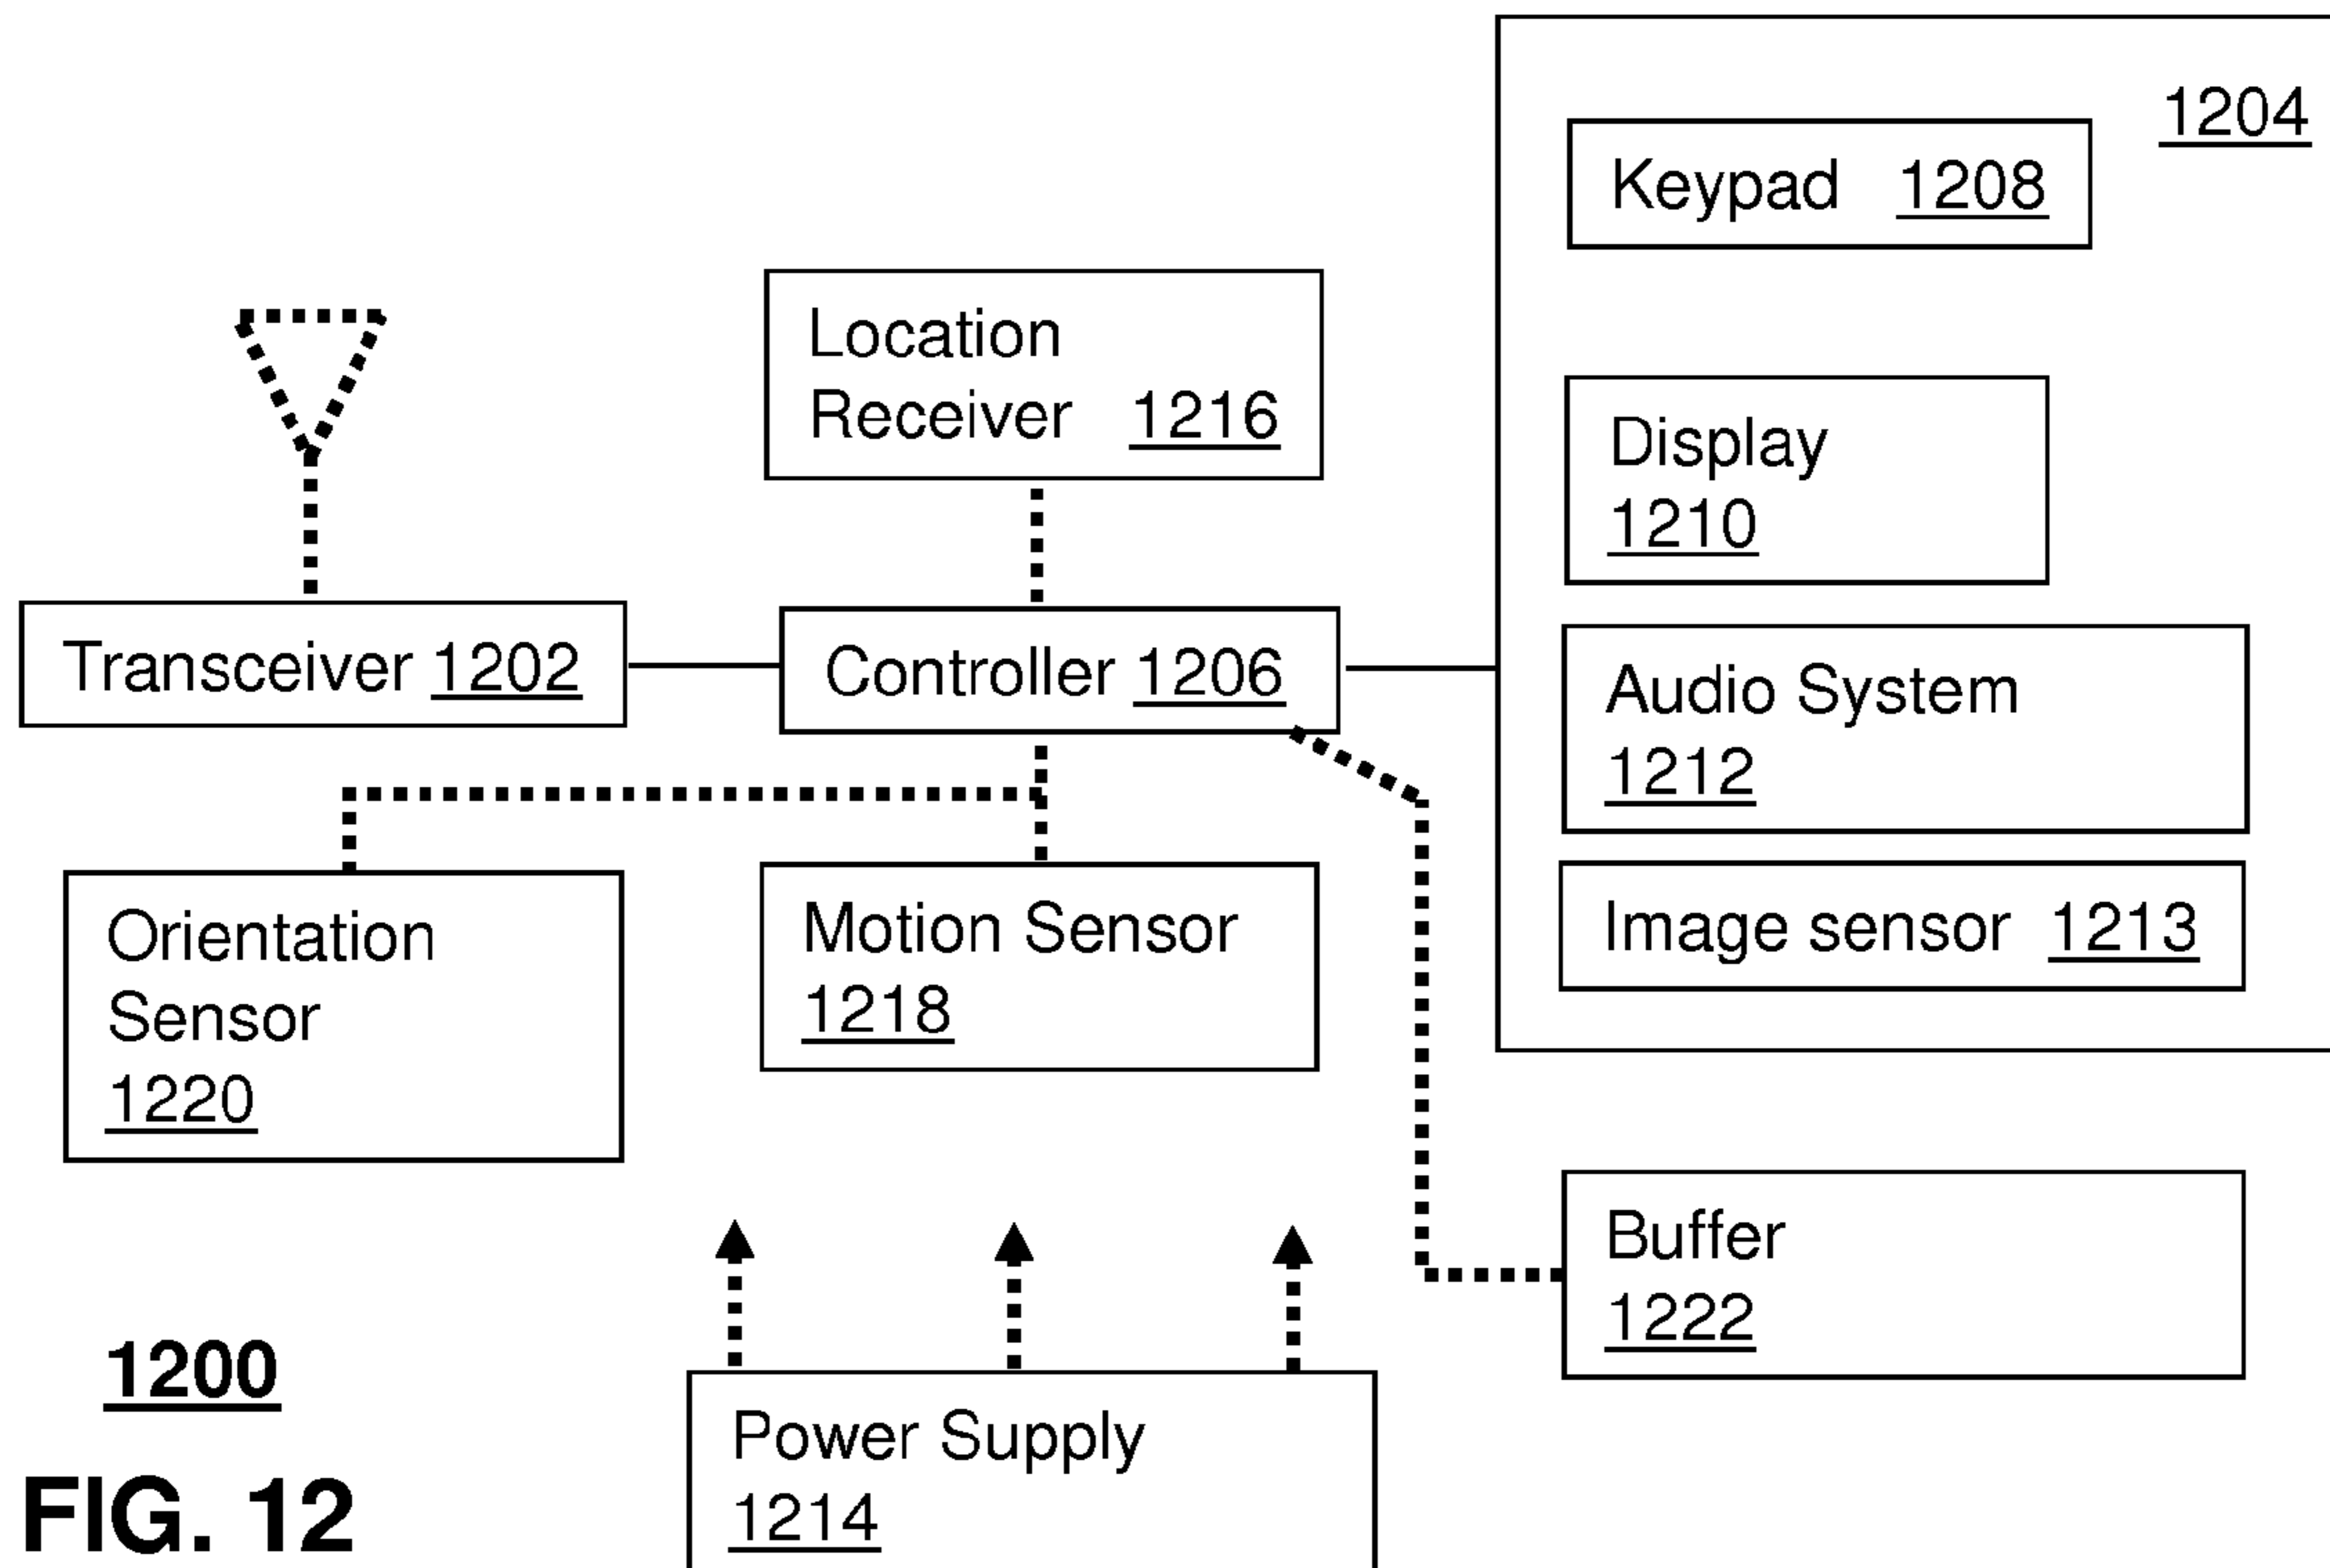 1204
Keypad 1208
Location
Receiver 1216
Display
1210
Transceiver 1202
Controller 1206
Audio System
1212
Image sensor 1213
Orientation
Sensor
1220
Motion Sensor
1218
Buffer
1222
Power Supply
1214
1200
FIG. 12